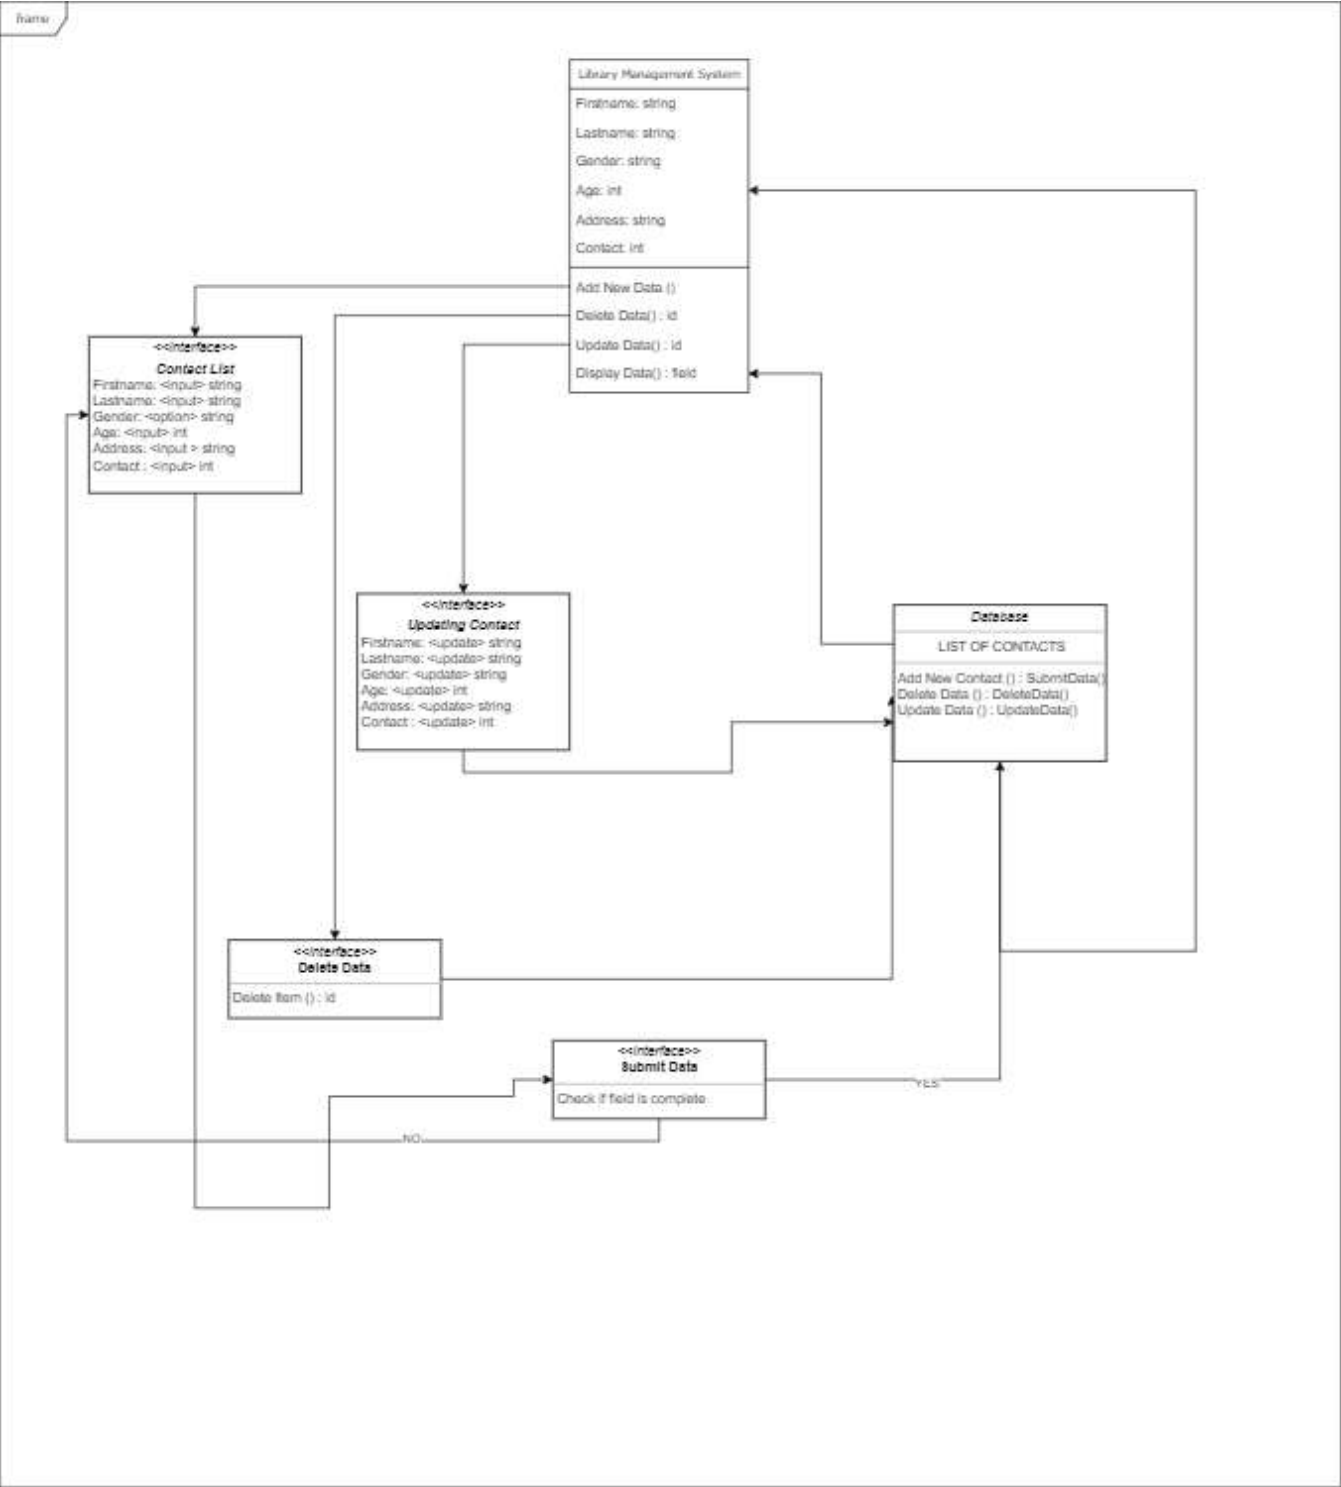 frame
Library Management System
Firstname: string
Lastname: string
Gender: string
Age: int
Address: string
Contact: int
Add New Data ()
Delete Data() : id
Update Data() : id
Display Data() : field
<<interface>>
Contact List
Firstname: <input> string
Lastname: <input> string
Gender: <option> string
Age: <input> int
Address: <input > string
Contact : <input> int
<<interface>>
Updating Contact
Firstname: <update> string
Lastname: <update> string
Gender: <update> string
Age: <update> int
Address: <update> string
Contact : <update> int
Database
LIST OF CONTACTS
Add New Contact () : SubmitData()
Delete Data () : DeleteData()
Update Data () : UpdateData()
<<interface>>
Delete Data
Delete Item () : id
<<interface>>
Submit Data
Check if field is complete
YES
NO